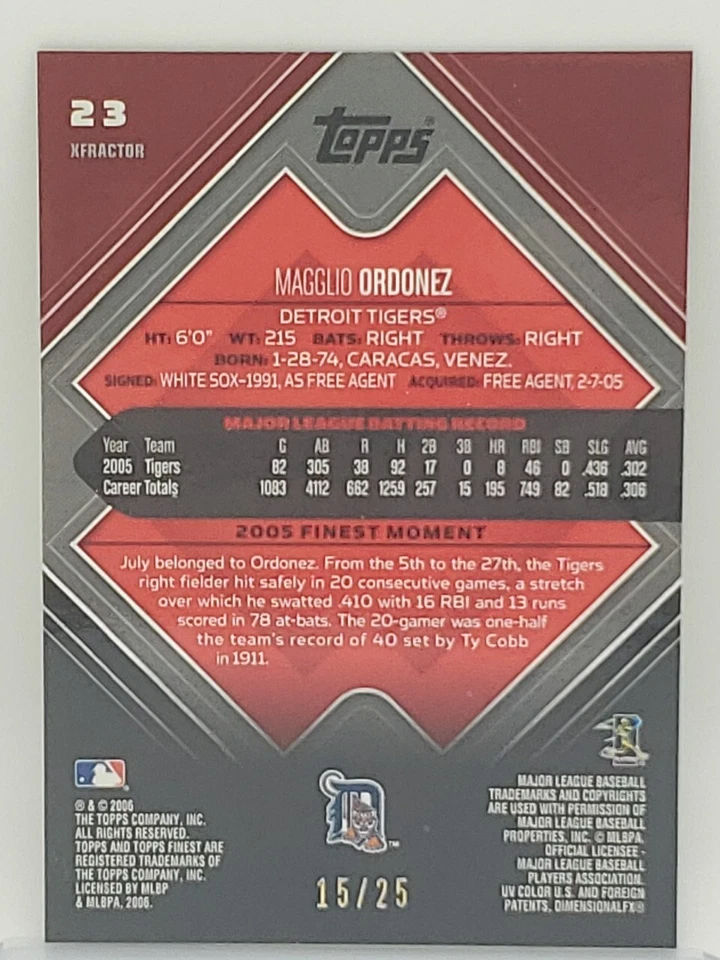 23
XFRACTOR
topps®
MAGGLIO ORDONEZ
DETROIT TIGERS®
HT: 6'0" WT: 215 BATS: RIGHT THROWS: RIGHT
BORN: 1-28-74, CARACAS, VENEZ.
SIGNED: WHITE SOX-1991, AS FREE AGENT ACQUIRED: FREE AGENT, 2-7-05
MAJOR LEAGUE BATTING RECORD
Year Team G AB R H 2B 3B HR RBI SB SLG AVG
2005 Tigers 82 305 38 92 17 0 8 46 0 .436 .302
Career Totals 1083 4112 662 1259 257 15 195 749 82 .518 .306
2005 FINEST MOMENT
July belonged to Ordonez. From the 5th to the 27th, the Tigers
right fielder hit safely in 20 consecutive games, a stretch
over which he swatted .410 with 16 RBI and 13 runs
scored in 78 at-bats. The 20-gamer was one-half
the team's record of 40 set by Ty Cobb
in 1911.
® & © 2006
THE TOPPS COMPANY, INC.
ALL RIGHTS RESERVED.
TOPPS AND TOPPS FINEST ARE
REGISTERED TRADEMARKS OF
THE TOPPS COMPANY, INC.
LICENSED BY MLBP
& MLBPA, 2006.
D
™
15/25
MAJOR LEAGUE BASEBALL
TRADEMARKS AND COPYRIGHTS
ARE USED WITH PERMISSION OF
MAJOR LEAGUE BASEBALL
PROPERTIES, INC. © MLBP.
OFFICIAL LICENSEE -
MAJOR LEAGUE BASEBALL
PLAYERS ASSOCIATION.
UV COLOR U.S. AND FOREIGN
PATENTS, DIMENSIONALFX®